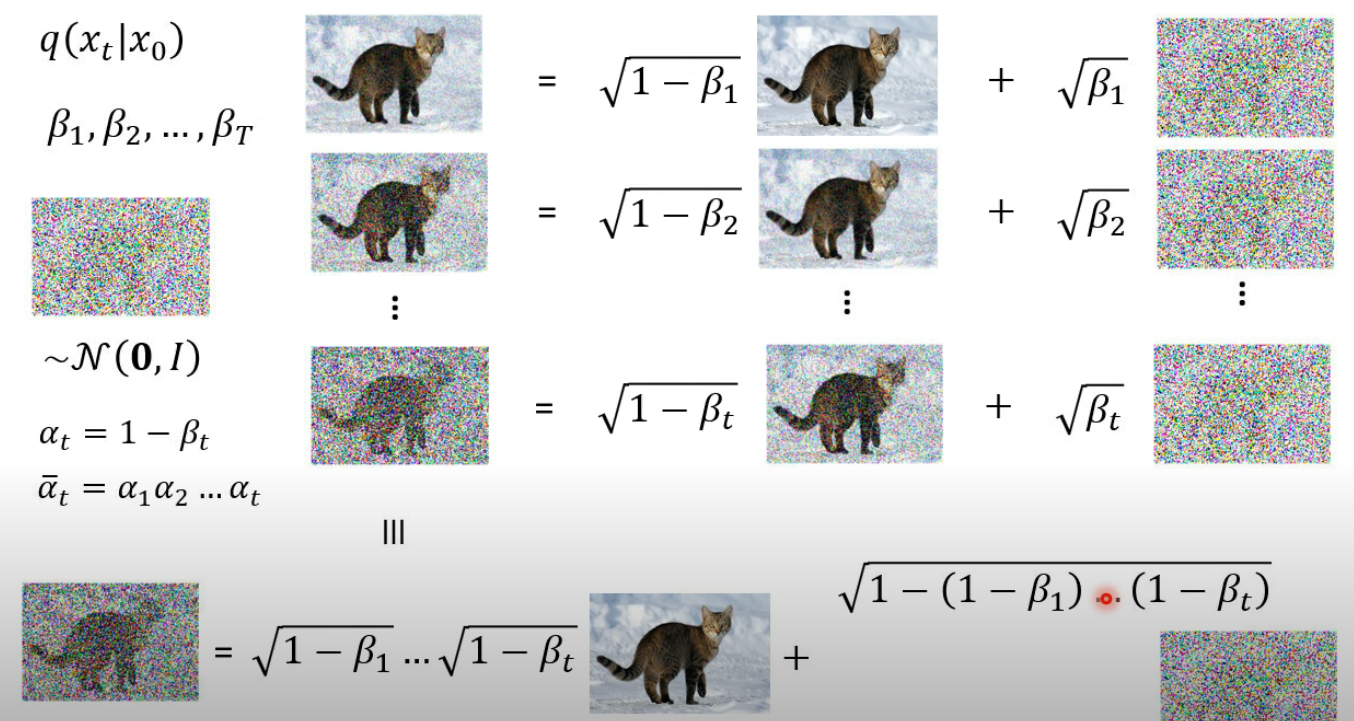 q(x_t|x_0)
β_1, β_2, ... , β_T
~𝒩(𝟎, I)
α_t = 1 − β_t
ᾱ_t = α_1α_2 ... α_t
= √(1 − β_1) + √β_1
= √(1 − β_2) + √β_2
⋮ ⋮ ⋮
= √(1 − β_t) + √β_t
|||
= √(1 − β_1) ... √(1 − β_t) + √(1 − (1 − β_1) ... (1 − β_t))